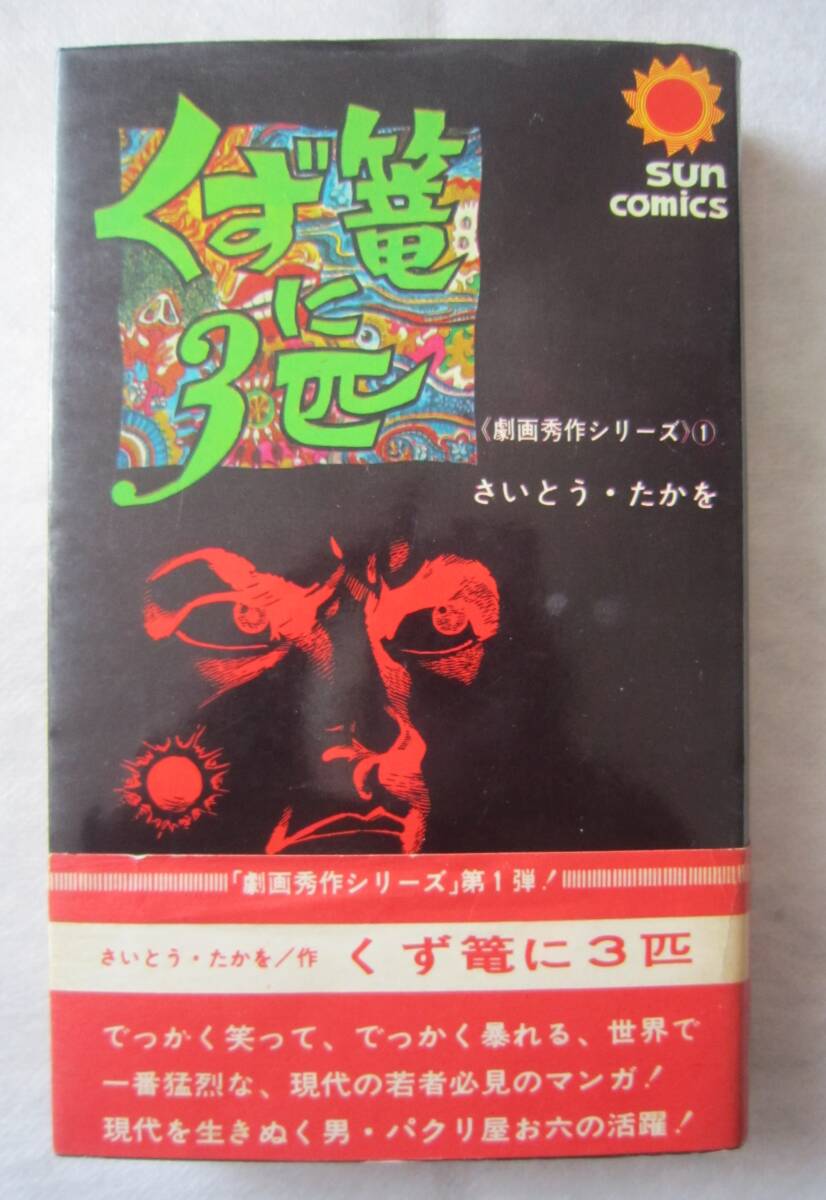 くず篭に3匹
sun
comics
《劇画秀作シリーズ》①
さいとう・たかを
「劇画秀作シリーズ」第1弾!
さいとう・たかを/作 くず篭に3匹
でっかく笑って、でっかく暴れる、世界で
一番猛烈な、現代の若者必見のマンガ!
現代を生きぬく男・パクリ屋お六の活躍!